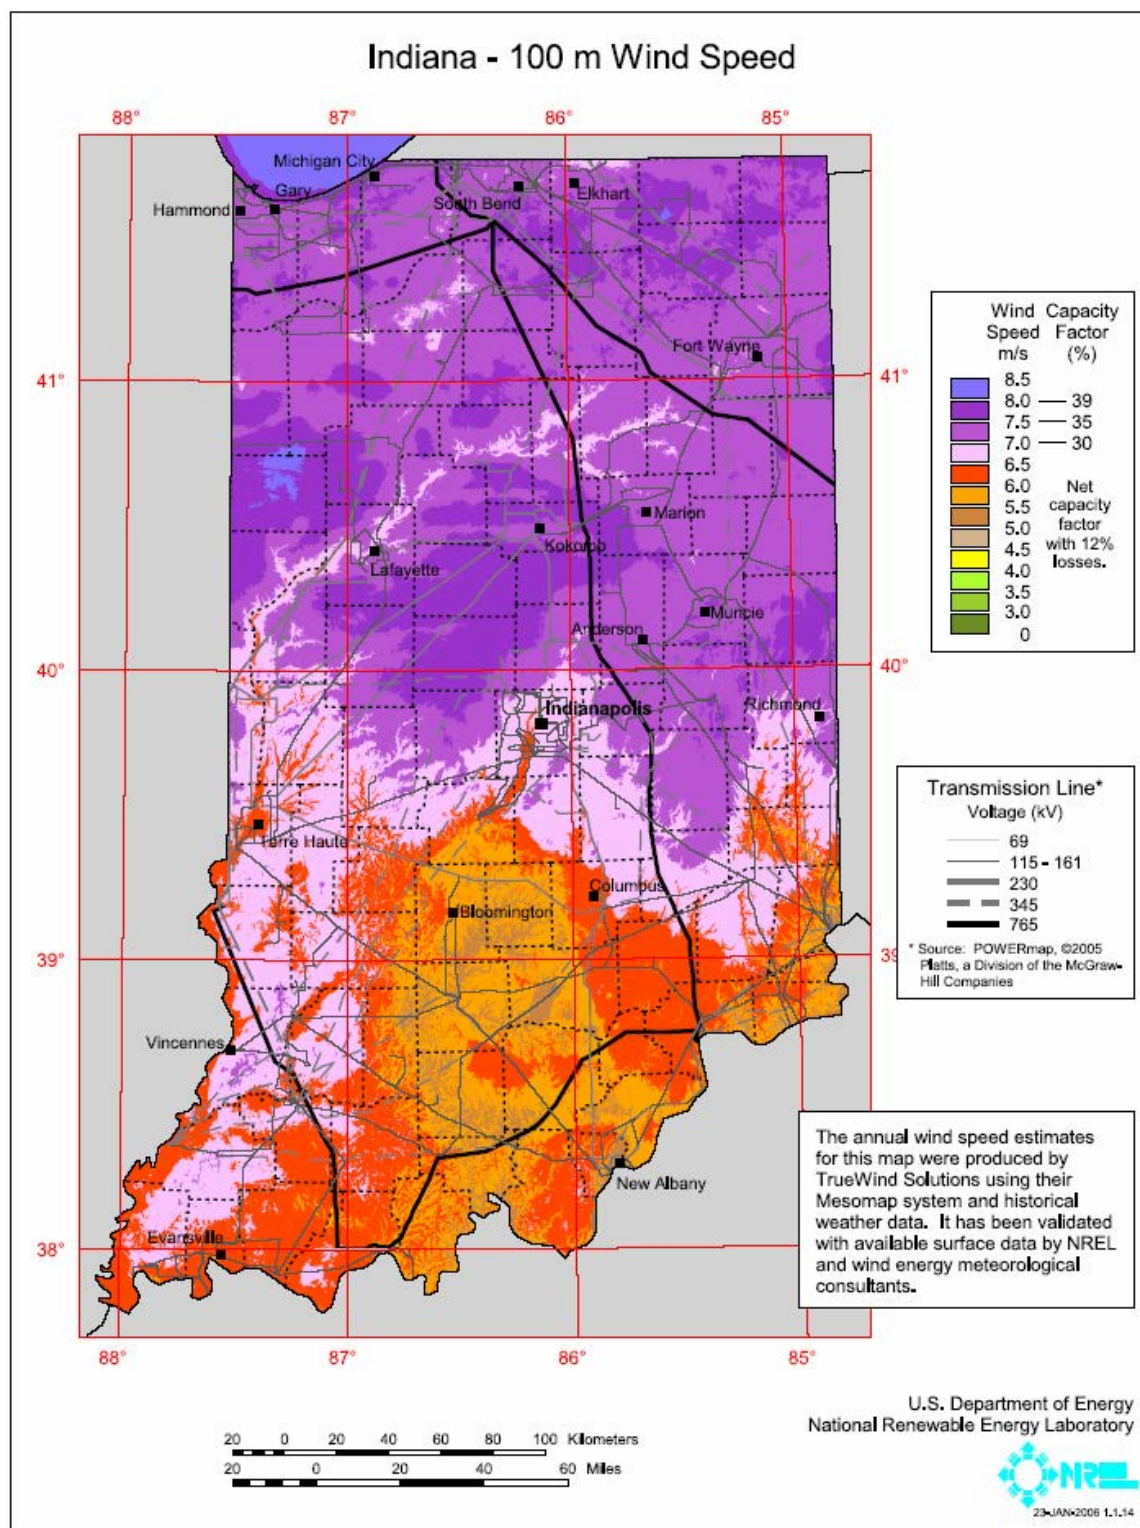 Indiana - 100 m Wind Speed
88° 87° 86° 85°
Michigan City
Gary
Hammond
South Bend
Elkhart
Fort Wayne
41° 41°
Marion
Kokomo
Lafayette
Muncie
Anderson
40° 40°
Indianapolis
Richmond
Terre Haute
Columbus
Bloomington
39° 39
Vincennes
New Albany
Evansville
38°
88° 87° 86° 85°
Wind Capacity
Speed Factor
m/s (%)
8.5
8.0 39
7.5 35
7.0 30
6.5
6.0
5.5
5.0
4.5
4.0
3.5
3.0
0
Net
capacity
factor
with 12%
losses.
Transmission Line*
Voltage (kV)
69
115 - 161
230
345
765
* Source: POWERmap, ©2005
Platts, a Division of the McGraw-
Hill Companies
The annual wind speed estimates
for this map were produced by
TrueWind Solutions using their
Mesomap system and historical
weather data. It has been validated
with available surface data by NREL
and wind energy meteorological
consultants.
U.S. Department of Energy
National Renewable Energy Laboratory
20 0 20 40 60 80 100 Kilometers
20 0 20 40 60 Miles
NREL
23-JAN-2006 1.1.14